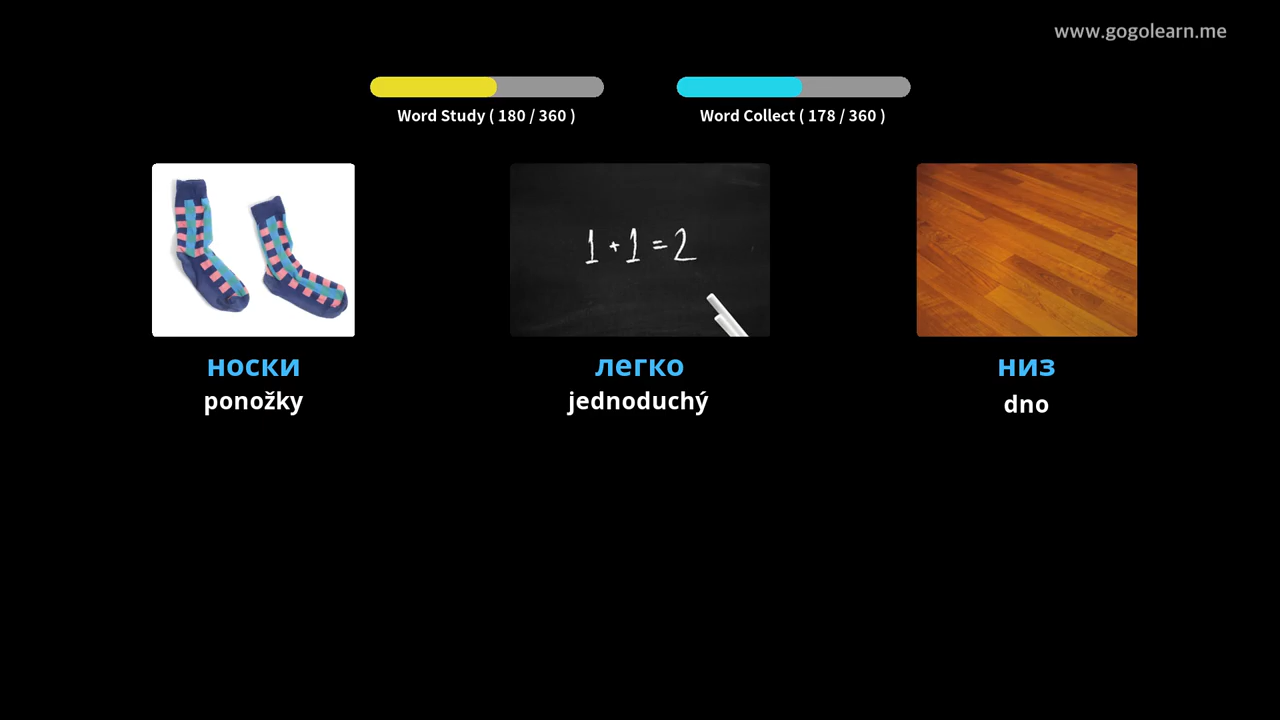 www.gogolearn.me
Word Study ( 180 / 360 )
Word Collect ( 178 / 360 )
1 + 1 = 2
носки
ponožky
легко
jednoduchý
низ
dno